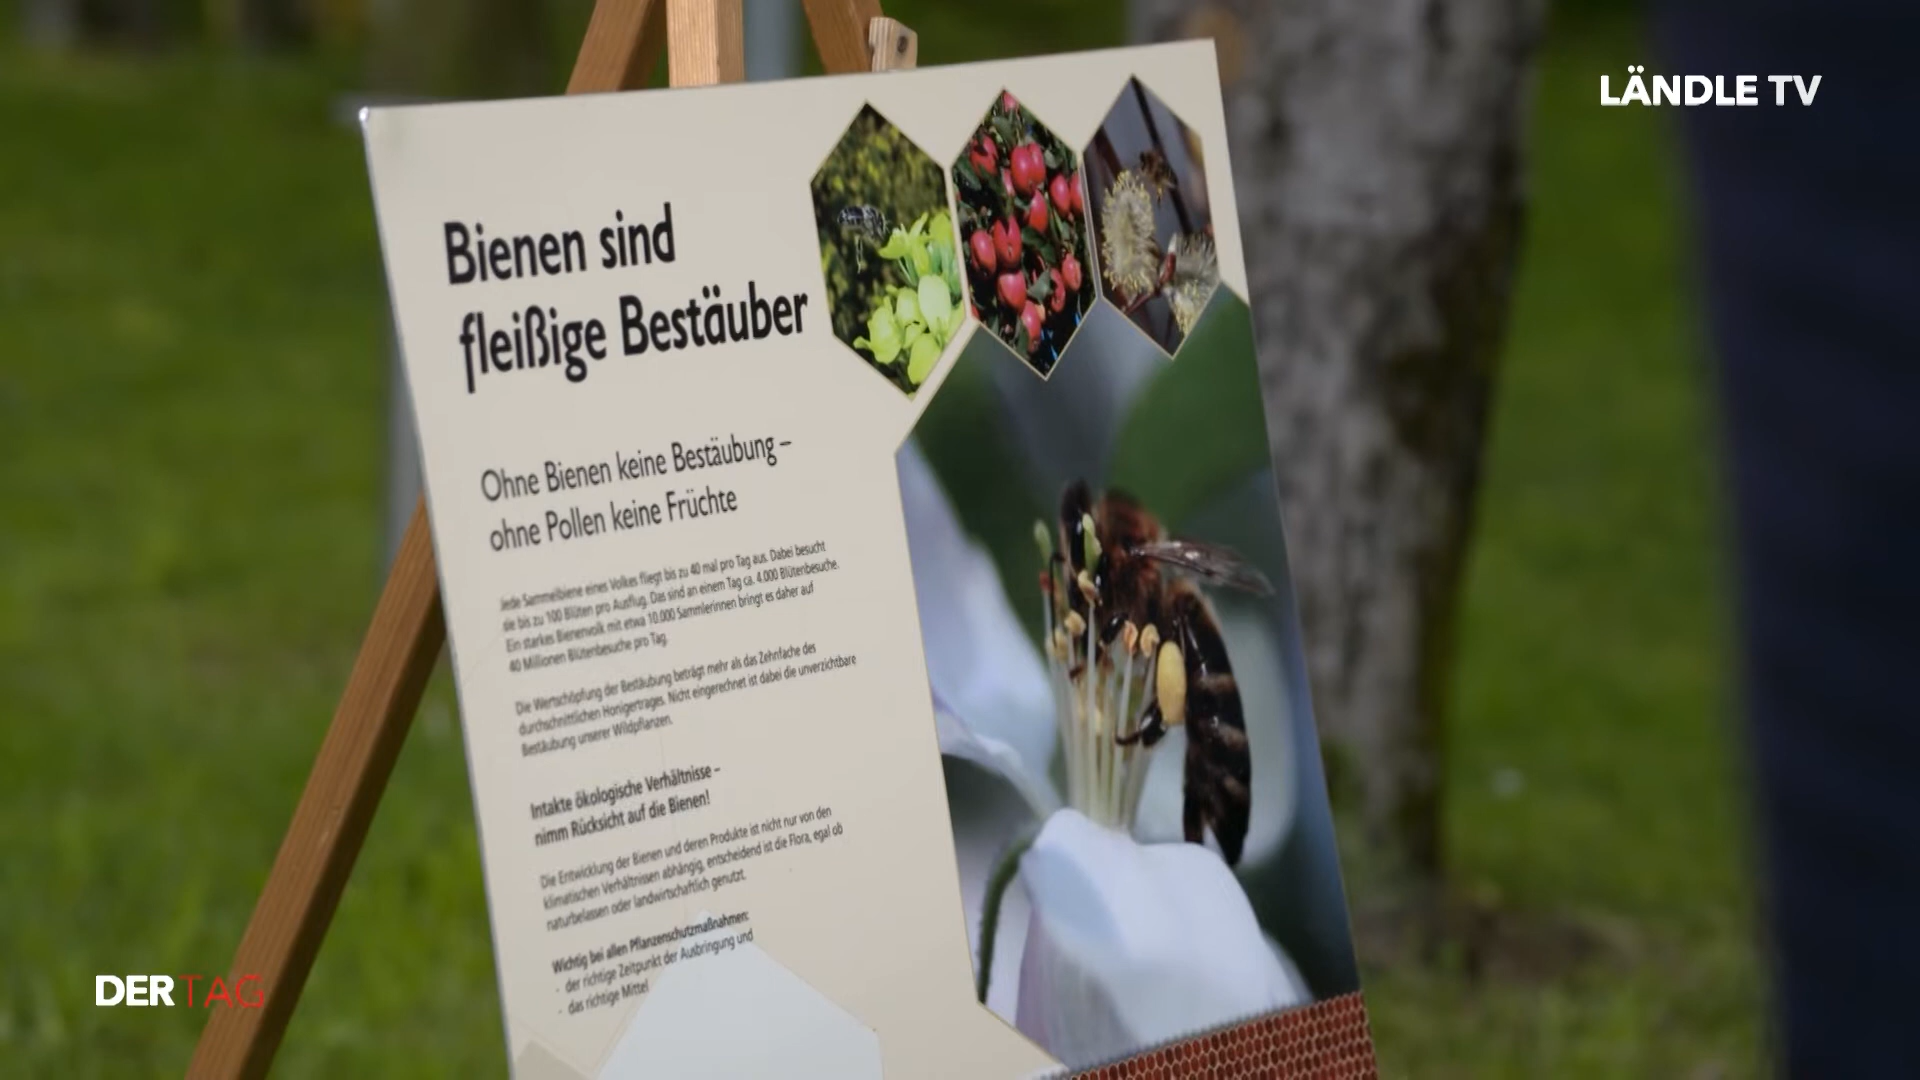 LÄNDLE TV
Bienen sind
fleißige Bestäuber
Ohne Bienen keine Bestäubung –
ohne Pollen keine Früchte
Jede Sammelbiene eines Volkes fliegt bis zu 40 mal pro Tag aus. Dabei besucht
sie bis zu 100 Blüten pro Ausflug. Das sind an einem Tag ca. 4.000 Blütenbesuche.
Ein starkes Bienenvolk mit etwa 10.000 Sammlerinnen bringt es daher auf
40 Millionen Blütenbesuche pro Tag.
Die Wertschöpfung der Bestäubung beträgt mehr als das Zehnfache des
durchschnittlichen Honigertrages. Nicht eingerechnet ist dabei die unverzichtbare
Bestäubung unserer Wildpflanzen.
Intakte ökologische Verhältnisse –
nimm Rücksicht auf die Bienen!
Die Entwicklung der Bienen und deren Produkte ist nicht nur von den
klimatischen Verhältnissen abhängig, entscheidend ist die Flora, egal ob
naturbelassen oder landwirtschaftlich genutzt.
Wichtig bei allen Pflanzenschutzmaßnahmen:
- der richtige Zeitpunkt der Ausbringung und
- das richtige Mittel
DERTAG